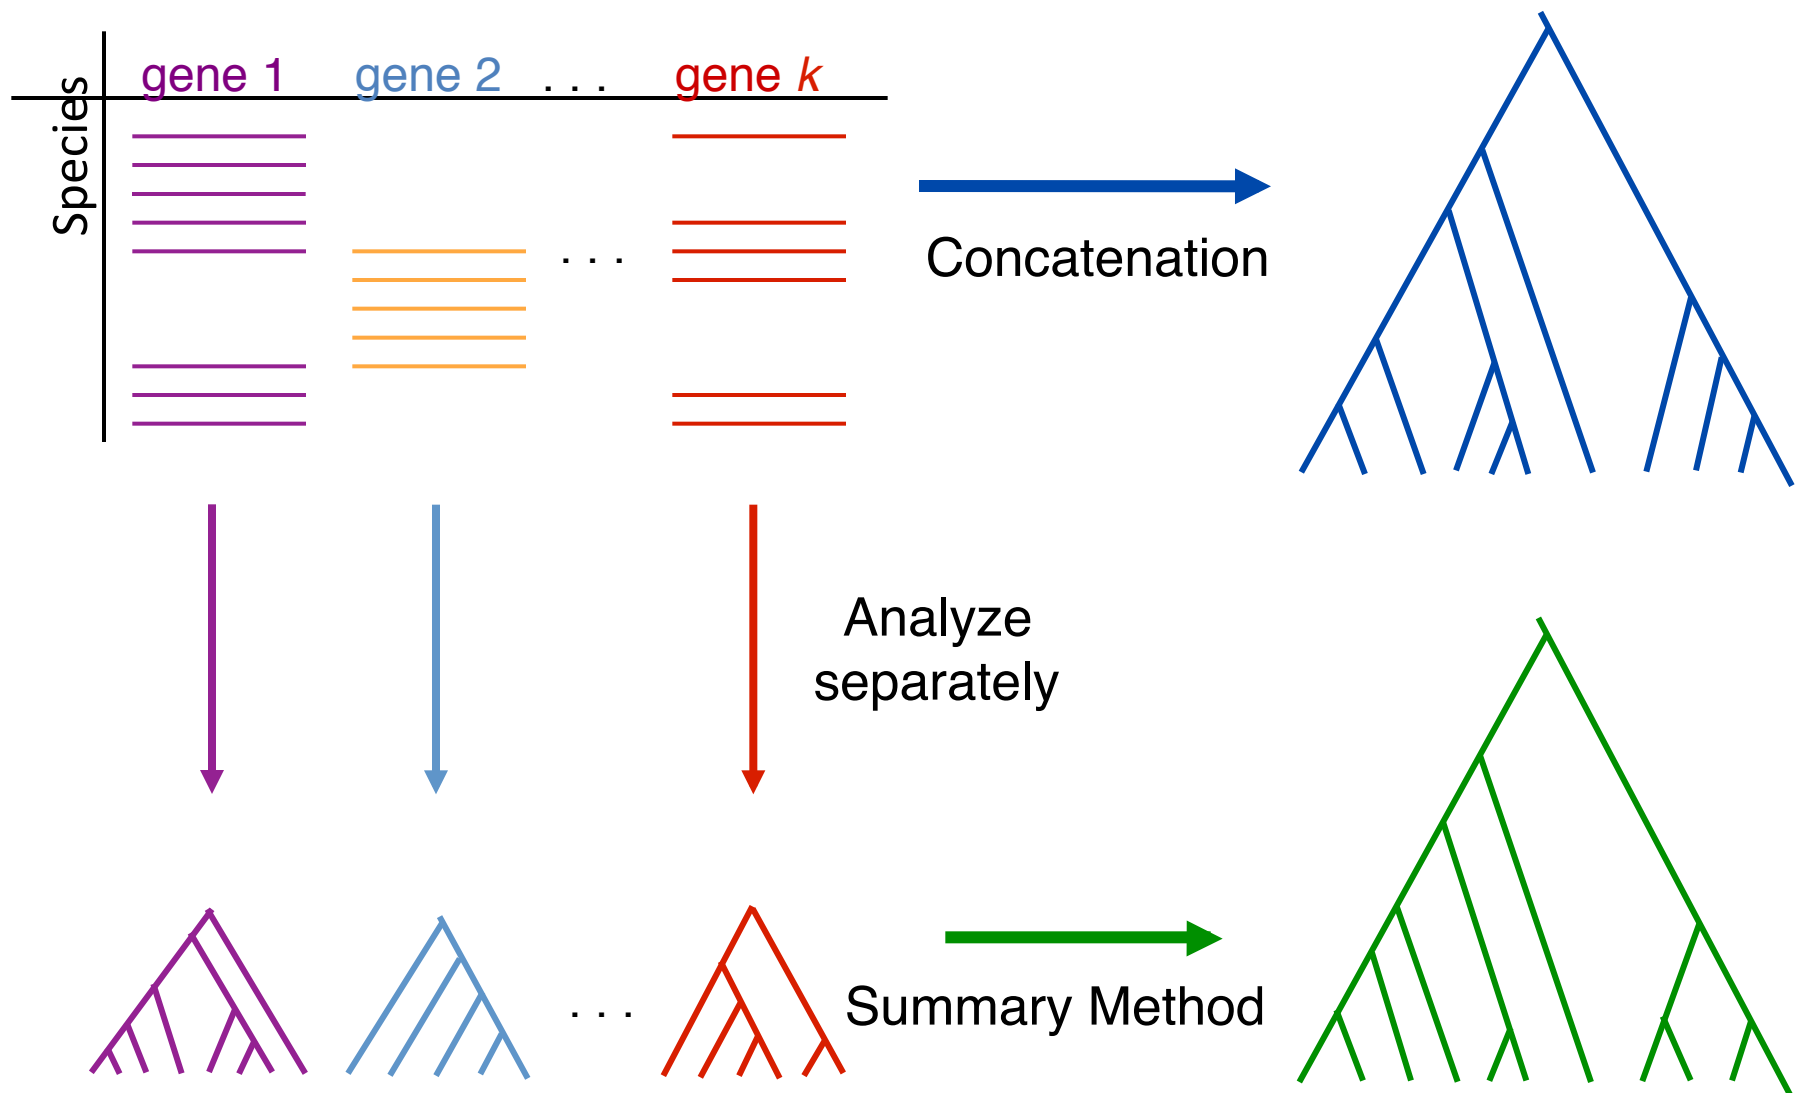 gene 1 gene 2 . . . gene k
Species
. . .
Concatenation
Analyze
separately
. . .
Summary Method